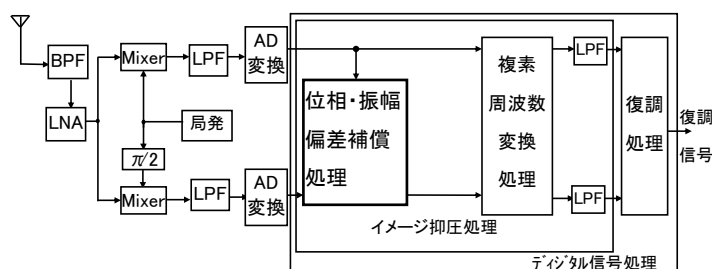 BPF
LNA
Mixer
LPF
AD
変換
局発
π/2
Mixer
LPF
AD
変換
位相・振幅
偏差補償
処理
複素
周波数
変換
処理
LPF
LPF
復調
処理
復調
信号
イメージ抑圧処理
ディジタル信号処理